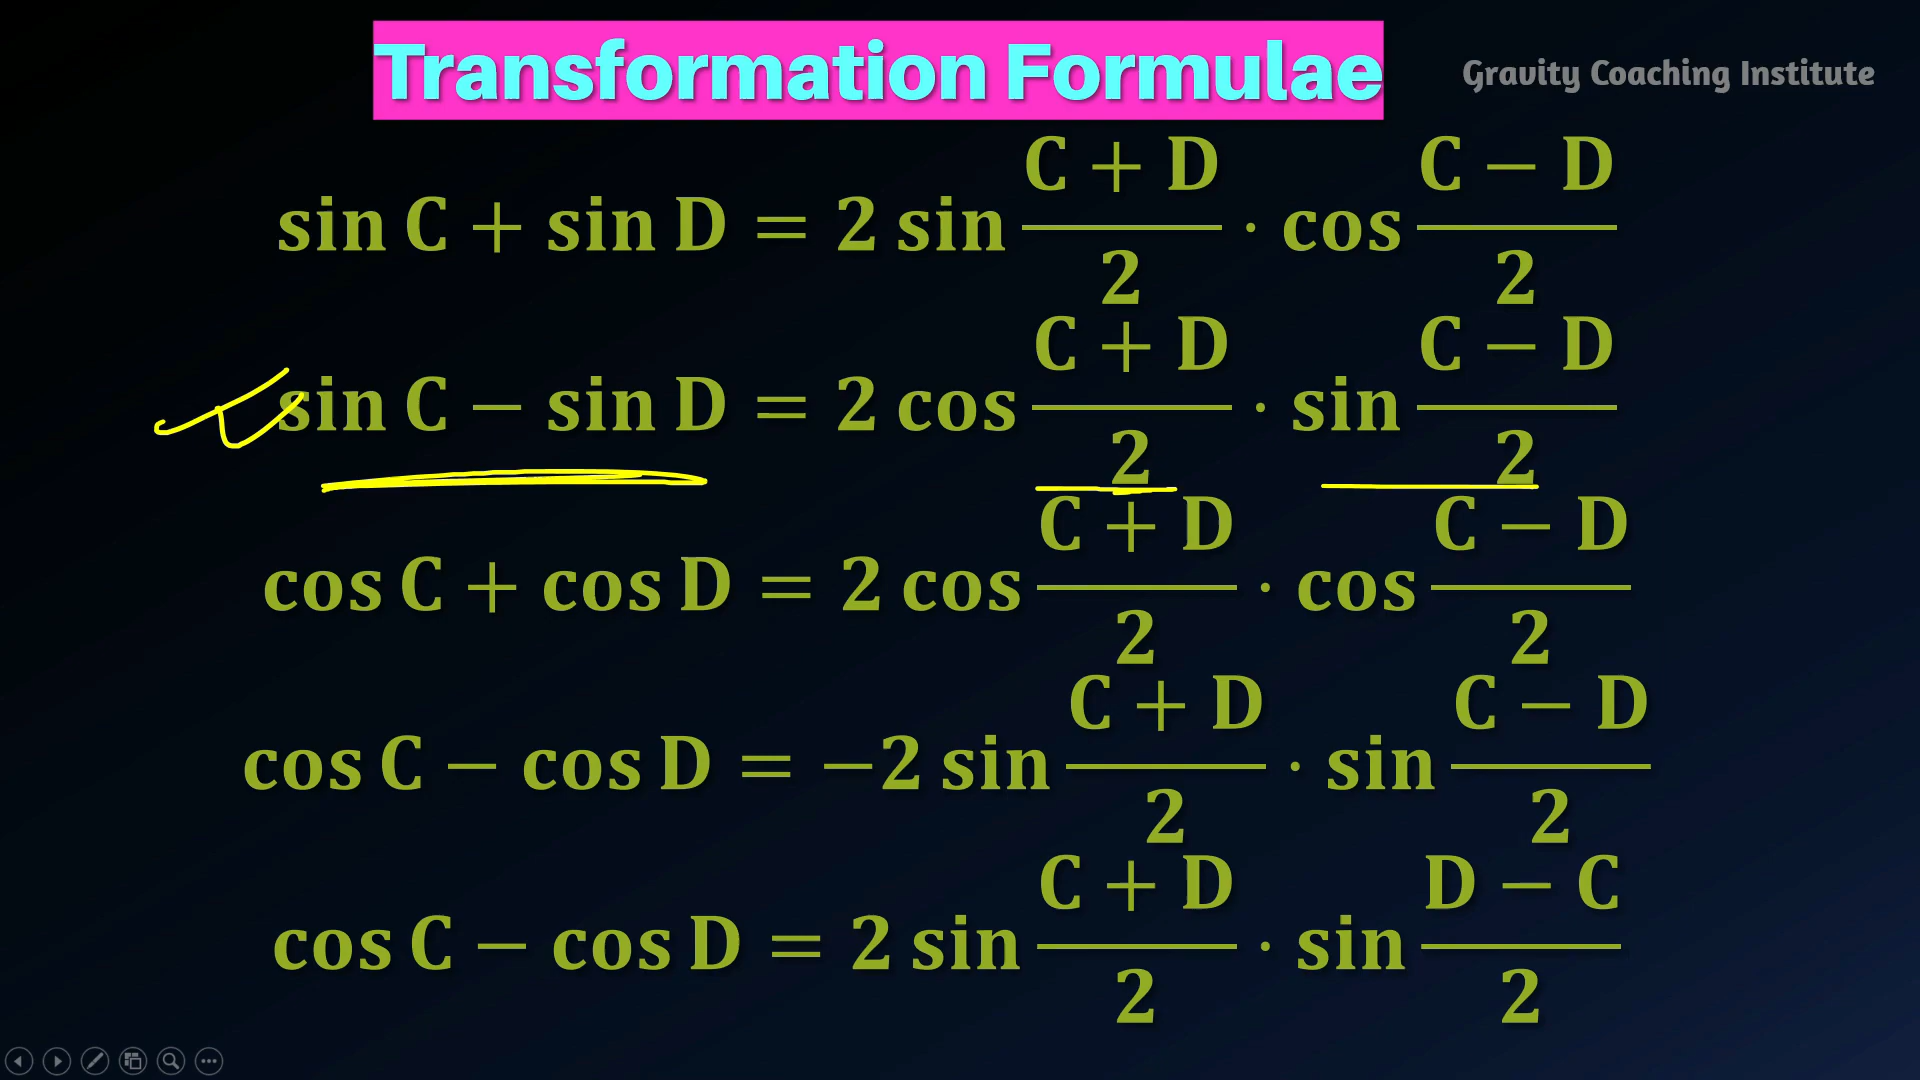 Transformation Formulae
Gravity Coaching Institute
sin C + sin D = 2 sin (C + D)/2 · cos (C − D)/2
sin C − sin D = 2 cos (C + D)/2 · sin (C − D)/2
cos C + cos D = 2 cos (C + D)/2 · cos (C − D)/2
cos C − cos D = −2 sin (C + D)/2 · sin (C − D)/2
cos C − cos D = 2 sin (C + D)/2 · sin (D − C)/2